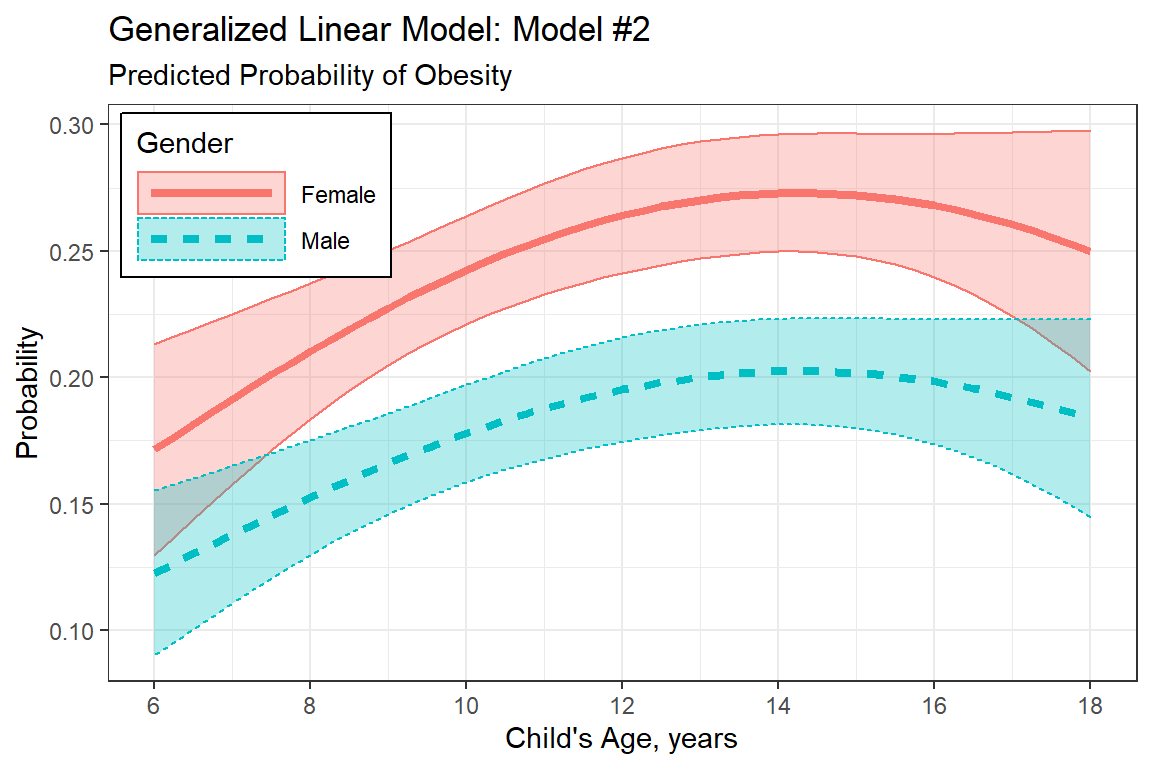 Generalized Linear Model: Model #2
Predicted Probability of Obesity
Gender
Female
Male
Probability
0.30
0.25
0.20
0.15
0.10
6 8 10 12 14 16 18
Child's Age, years